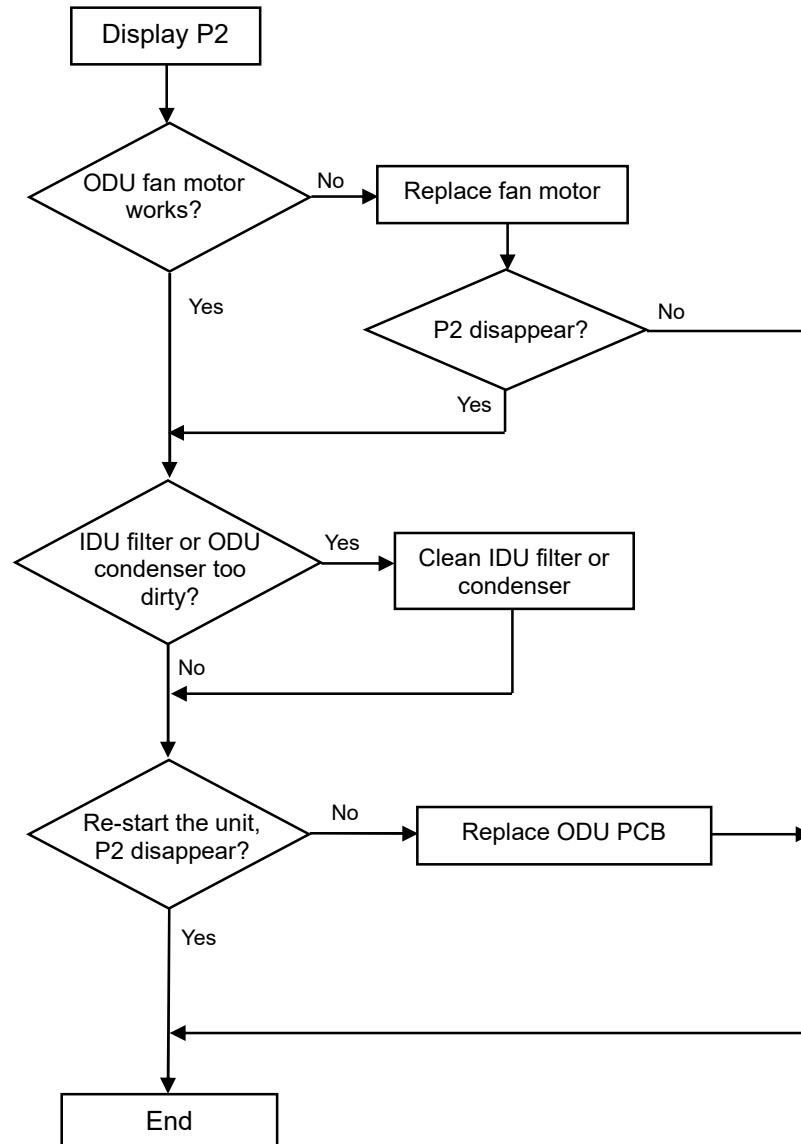 Display P2
ODU fan motor
works?
No
Replace fan motor
Yes
P2 disappear?
No
Yes
IDU filter or ODU
condenser too
dirty?
Yes
Clean IDU filter or
condenser
No
Re-start the unit,
P2 disappear?
No
Replace ODU PCB
Yes
End